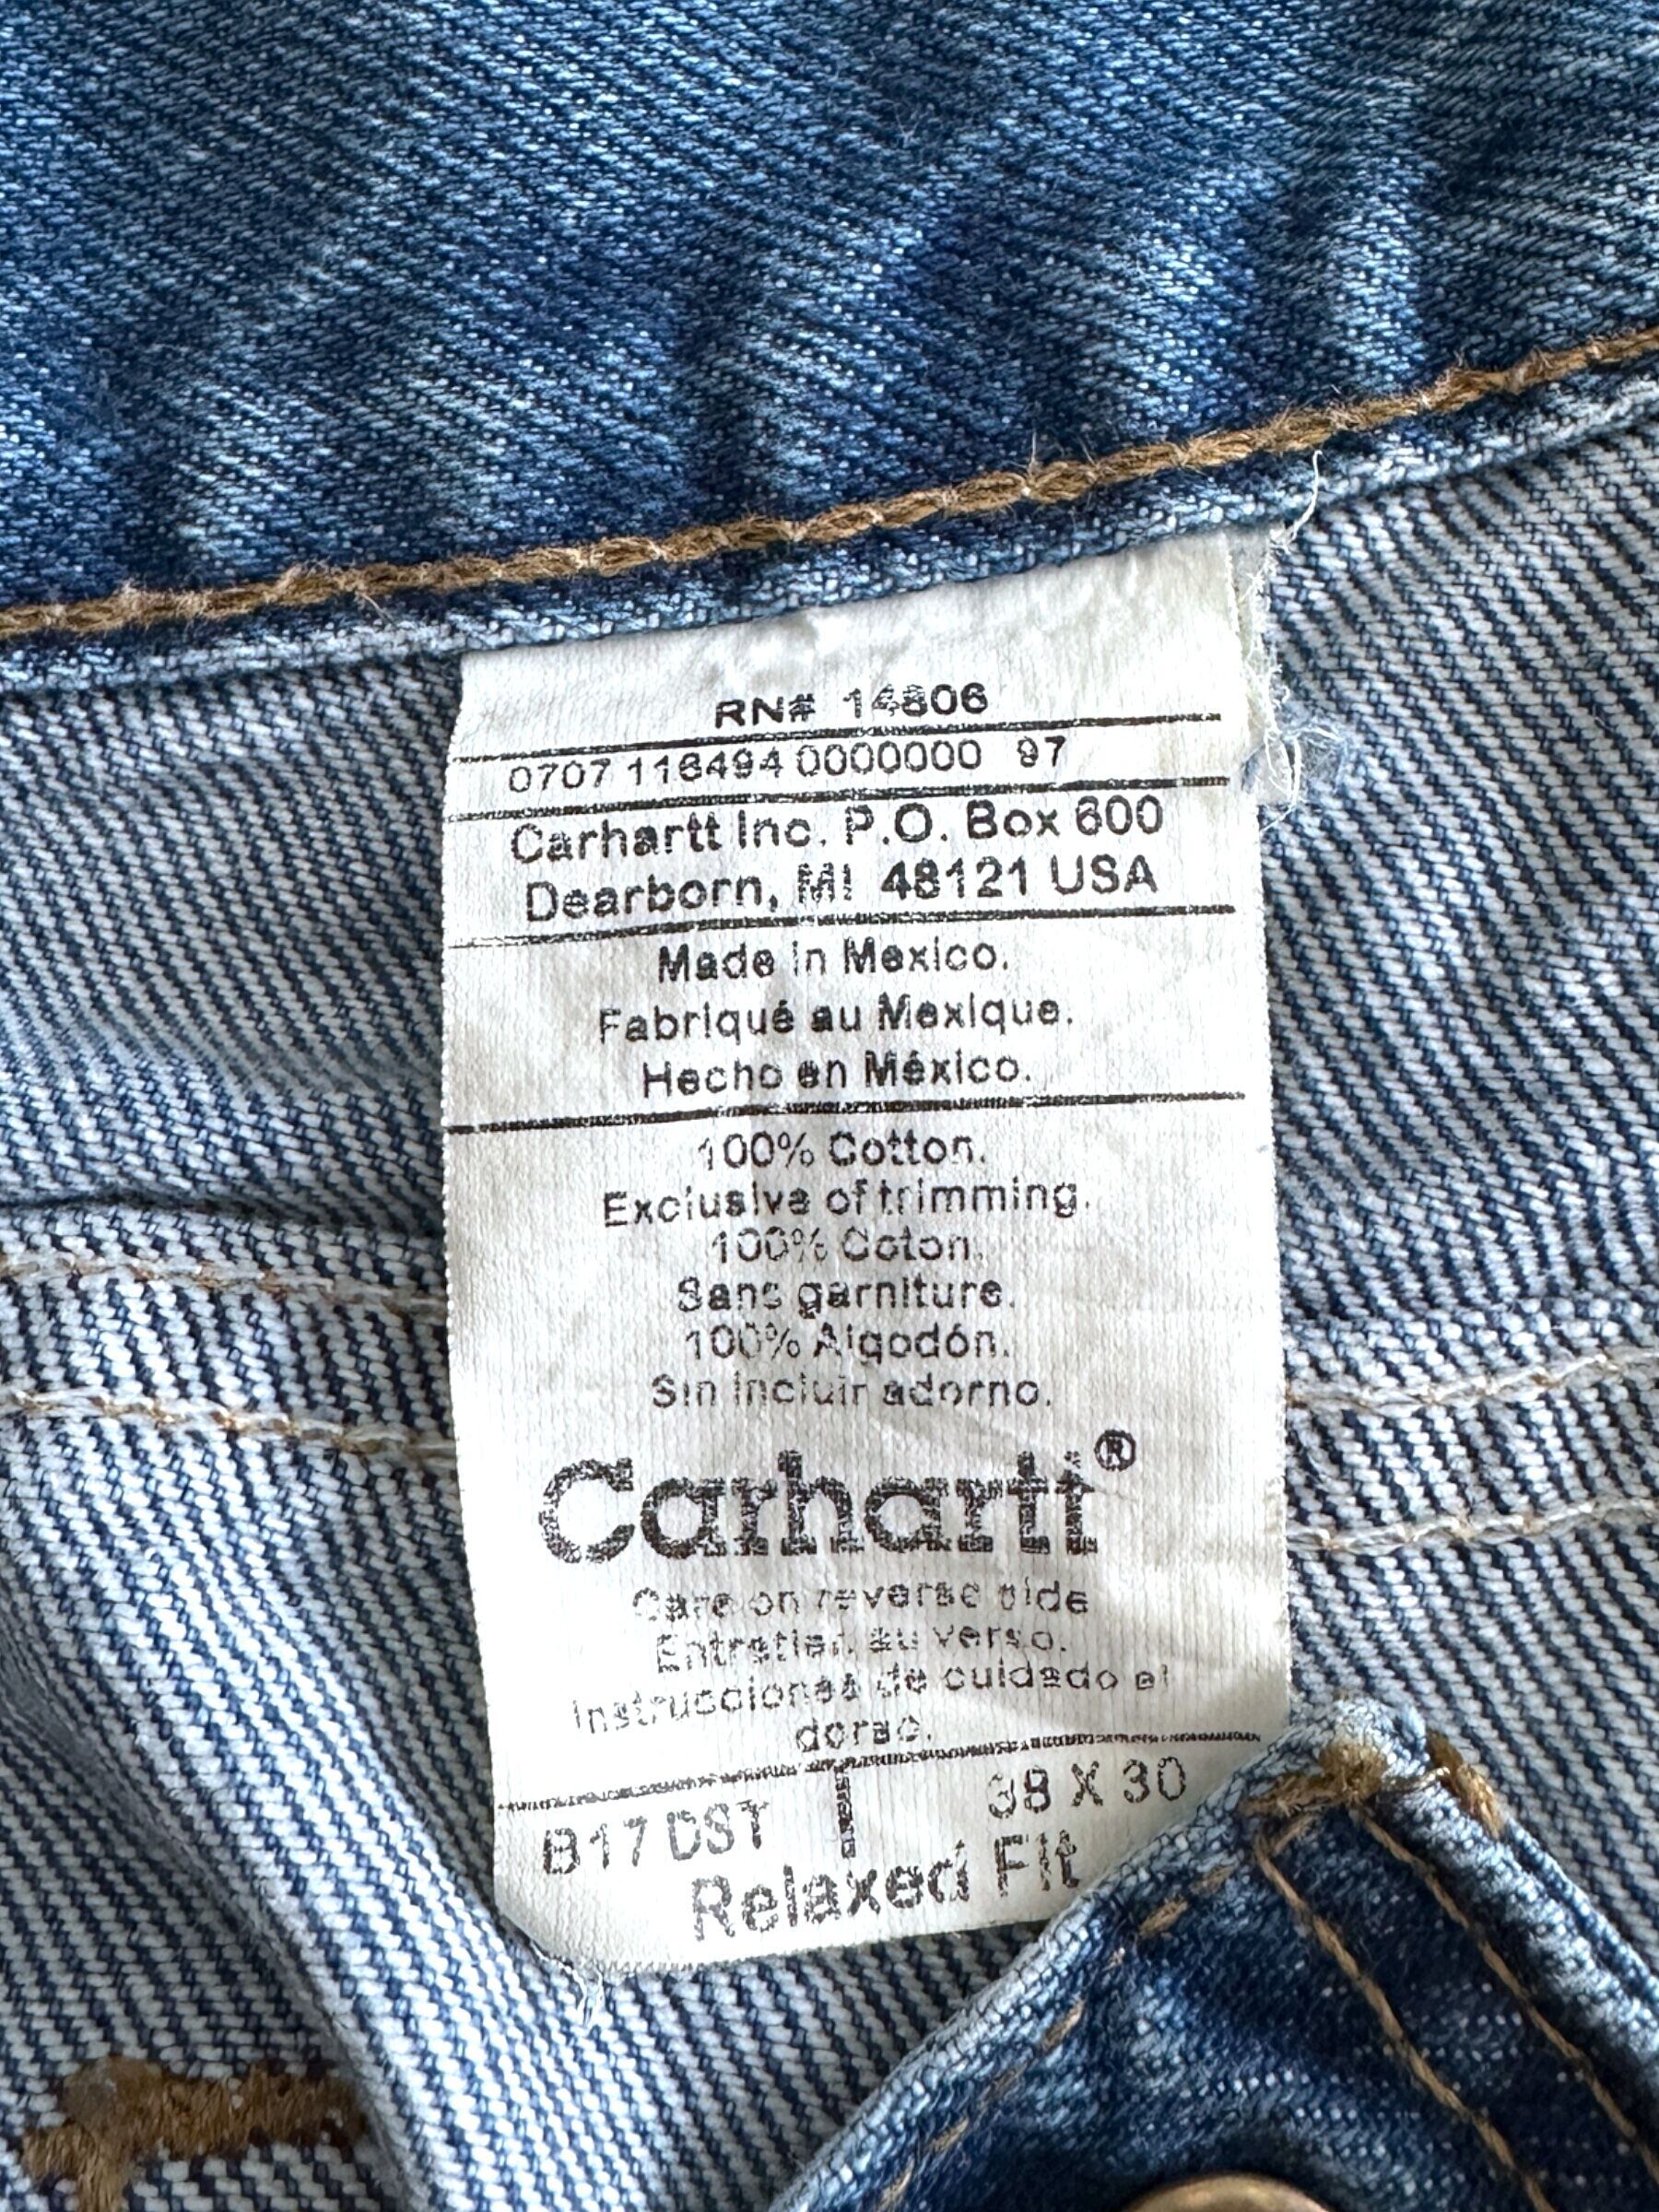 RN# 14806
0707 116494 0000000 97
Carhartt Inc. P.O. Box 600
Dearborn, MI 48121 USA
Made in Mexico.
Fabriqué au Mexique.
Hecho en México.
100% Cotton.
Exclusive of trimming.
100% Coton.
Sans garniture.
100% Algodón.
Sin incluir adorno.
Carhartt®
Care on reverse side
Entretien au verso.
Instrucciones de cuidado al
dorso.
B17 DST 38 X 30
Relaxed Fit